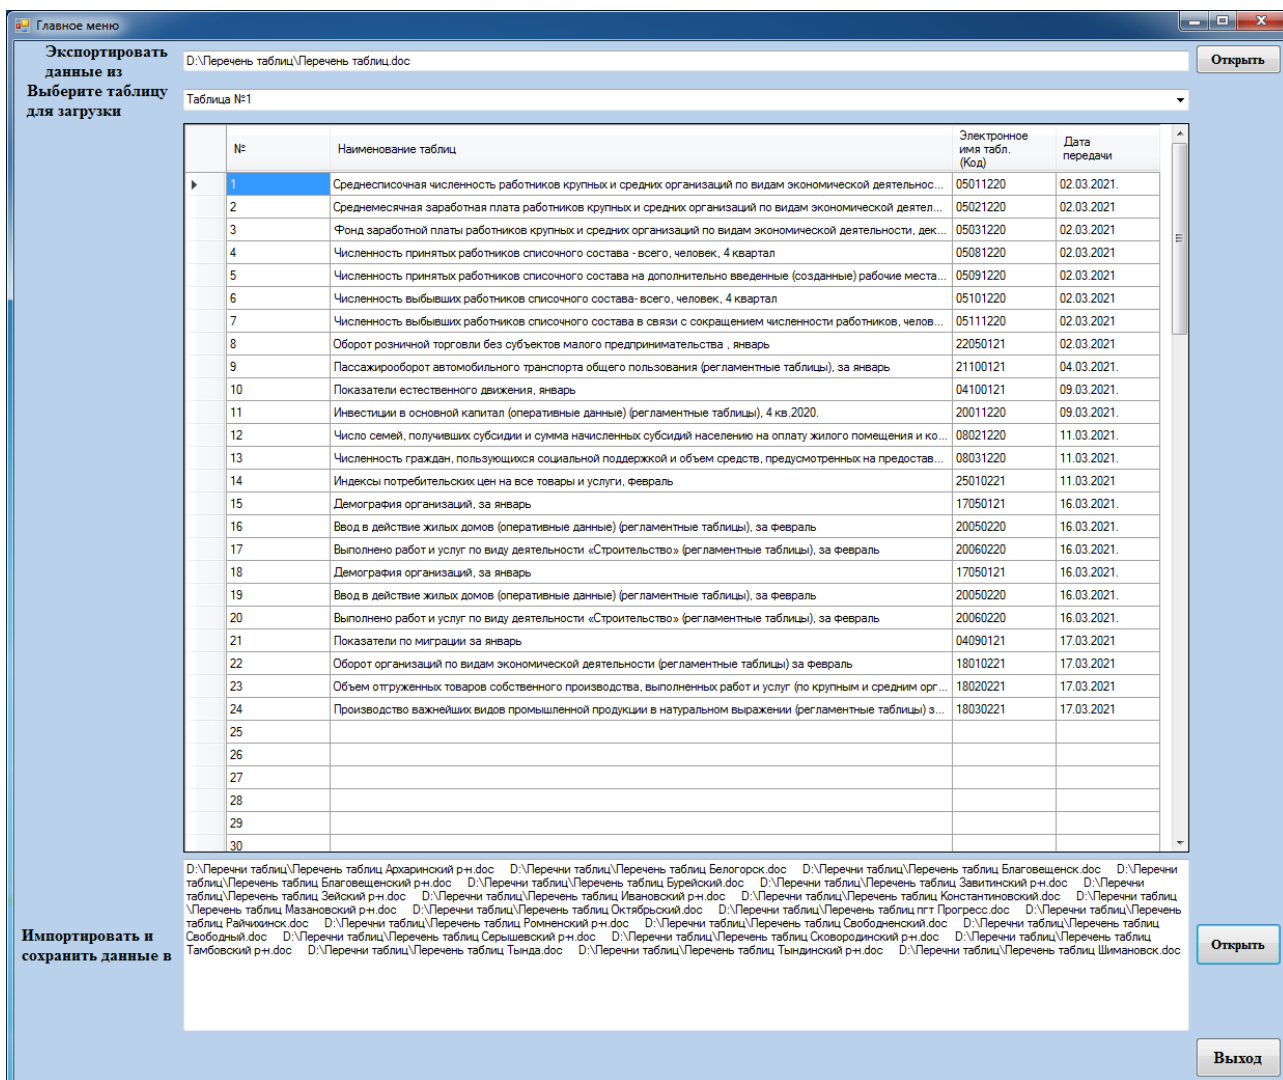 Главное меню
Экспортировать
данные из
D:\Перечень таблиц\Перечень таблиц.doc
Открыть
Выберите таблицу
для загрузки
Таблица №1
№ Наименование таблиц Электронное имя табл. (Код) Дата передачи
1 Среднесписочная численность работников крупных и средних организаций по видам экономической деятельнос... 05011220 02.03.2021.
2 Среднемесячная заработная плата работников крупных и средних организаций по видам экономической деятел... 05021220 02.03.2021
3 Фонд заработной платы работников крупных и средних организаций по видам экономической деятельности, дек... 05031220 02.03.2021
4 Численность принятых работников списочного состава - всего, человек, 4 квартал 05081220 02.03.2021
5 Численность принятых работников списочного состава на дополнительно введенные (созданные) рабочие места... 05091220 02.03.2021
6 Численность выбывших работников списочного состава- всего, человек, 4 квартал 05101220 02.03.2021
7 Численность выбывших работников списочного состава в связи с сокращением численности работников, челов... 05111220 02.03.2021
8 Оборот розничной торговли без субъектов малого предпринимательства , январь 22050121 02.03.2021
9 Пассажирооборот автомобильного транспорта общего пользования (регламентные таблицы), за январь 21100121 04.03.2021.
10 Показатели естественного движения, январь 04100121 09.03.2021.
11 Инвестиции в основной капитал (оперативные данные) (регламентные таблицы), 4 кв.2020. 20011220 09.03.2021.
12 Число семей, получивших субсидии и сумма начисленных субсидий населению на оплату жилого помещения и ко... 08021220 11.03.2021.
13 Численность граждан, пользующихся социальной поддержкой и объем средств, предусмотренных на предостав... 08031220 11.03.2021.
14 Индексы потребительских цен на все товары и услуги, февраль 25010221 11.03.2021
15 Демография организаций, за январь 17050121 16.03.2021.
16 Ввод в действие жилых домов (оперативные данные) (регламентные таблицы), за февраль 20050220 16.03.2021.
17 Выполнено работ и услуг по виду деятельности «Строительство» (регламентные таблицы), за февраль 20060220 16.03.2021.
18 Демография организаций, за январь 17050121 16.03.2021.
19 Ввод в действие жилых домов (оперативные данные) (регламентные таблицы), за февраль 20050220 16.03.2021.
20 Выполнено работ и услуг по виду деятельности «Строительство» (регламентные таблицы), за февраль 20060220 16.03.2021.
21 Показатели по миграции за январь 04090121 17.03.2021
22 Оборот организаций по видам экономической деятельности (регламентные таблицы) за февраль 18010221 17.03.2021
23 Объем отгруженных товаров собственного производства, выполненных работ и услуг (по крупным и средним орг... 18020221 17.03.2021
24 Производство важнейших видов промышленной продукции в натуральном выражении (регламентные таблицы) з... 18030221 17.03.2021
25
26
27
28
29
30
D:\Перечни таблиц\Перечень таблиц Архаринский р-н.doc D:\Перечни таблиц\Перечень таблиц Белогорск.doc D:\Перечни таблиц\Перечень таблиц Благовещенск.doc D:\Перечни
таблиц\Перечень таблиц Благовещенский р-н.doc D:\Перечни таблиц\Перечень таблиц Бурейский.doc D:\Перечни таблиц\Перечень таблиц Завитинский р-н.doc D:\Перечни
таблиц\Перечень таблиц Зейский р-н.doc D:\Перечни таблиц\Перечень таблиц Ивановский р-н.doc D:\Перечни таблиц\Перечень таблиц Константиновский.doc D:\Перечни таблиц
\Перечень таблиц Мазановский р-н.doc D:\Перечни таблиц\Перечень таблиц Октябрьский.doc D:\Перечни таблиц\Перечень таблиц пгт Прогресс.doc D:\Перечни таблиц\Перечень
таблиц Райчихинск.doc D:\Перечни таблиц\Перечень таблиц Ромненский р-н.doc D:\Перечни таблиц\Перечень таблиц Свободненский.doc D:\Перечни таблиц\Перечень таблиц
Свободный.doc D:\Перечни таблиц\Перечень таблиц Серышевский р-н.doc D:\Перечни таблиц\Перечень таблиц Сковородинский р-н.doc D:\Перечни таблиц\Перечень таблиц
Тамбовский р-н.doc D:\Перечни таблиц\Перечень таблиц Тында.doc D:\Перечни таблиц\Перечень таблиц Тындинский р-н.doc D:\Перечни таблиц\Перечень таблиц Шимановск.doc
Импортировать и
сохранить данные в
Открыть
Выход